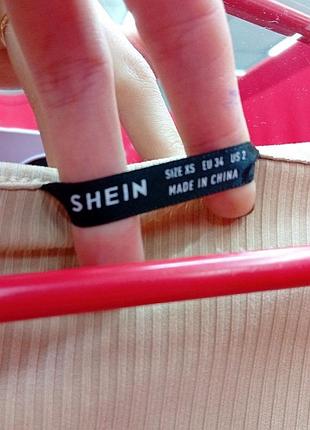 SHEIN
SIZE XS EU 34 US 2
MADE IN CHINA